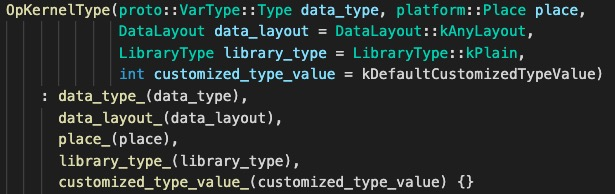 OpKernelType(proto::VarType::Type data_type, platform::Place place,
DataLayout data_layout = DataLayout::kAnyLayout,
LibraryType library_type = LibraryType::kPlain,
int customized_type_value = kDefaultCustomizedTypeValue)
: data_type_(data_type),
data_layout_(data_layout),
place_(place),
library_type_(library_type),
customized_type_value_(customized_type_value) {}